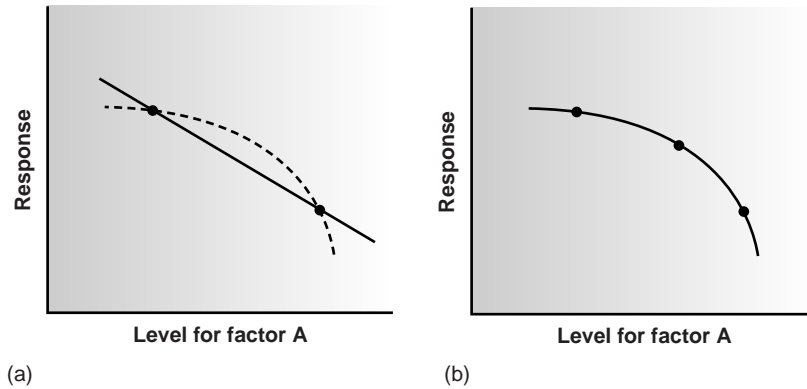 Response
Level for factor A
(a)
Response
Level for factor A
(b)